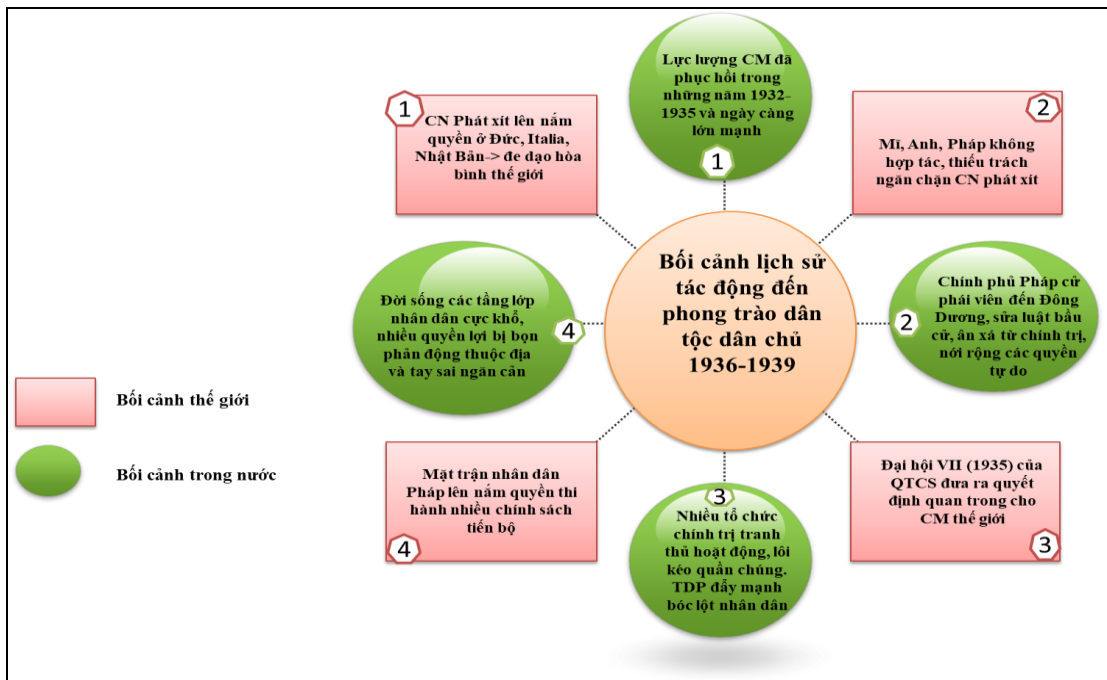 Lực lượng CM đã
phục hồi trong
những năm 1932-
1935 và ngày càng
lớn mạnh
1
1
CN Phát xít lên nắm
quyền ở Đức, Italia,
Nhật Bản-> đe dạo hòa
bình thế giới
2
Mĩ, Anh, Pháp không
hợp tác, thiếu trách
ngăn chặn CN phát xít
Bối cảnh lịch sử
tác động đến
phong trào dân
tộc dân chủ
1936-1939
Đời sống các tầng lớp
nhân dân cực khổ,
nhiều quyền lợi bị bọn
phản động thuộc địa
và tay sai ngăn cản
4
2
Chính phủ Pháp cử
phái viên đến Đông
Dương, sửa luật bầu
cử, ân xá từ chính trị,
nới rộng các quyền
tự do
Bối cảnh thế giới
Bối cảnh trong nước
Mặt trận nhân dân
Pháp lên nắm quyền thi
hành nhiều chính sách
tiến bộ
4
3
Nhiều tổ chức
chính trị tranh
thủ hoạt động, lôi
kéo quần chúng.
TDP đẩy mạnh
bóc lột nhân dân
Đại hội VII (1935) của
QTCS đưa ra quyết
định quan trong cho
CM thế giới
3